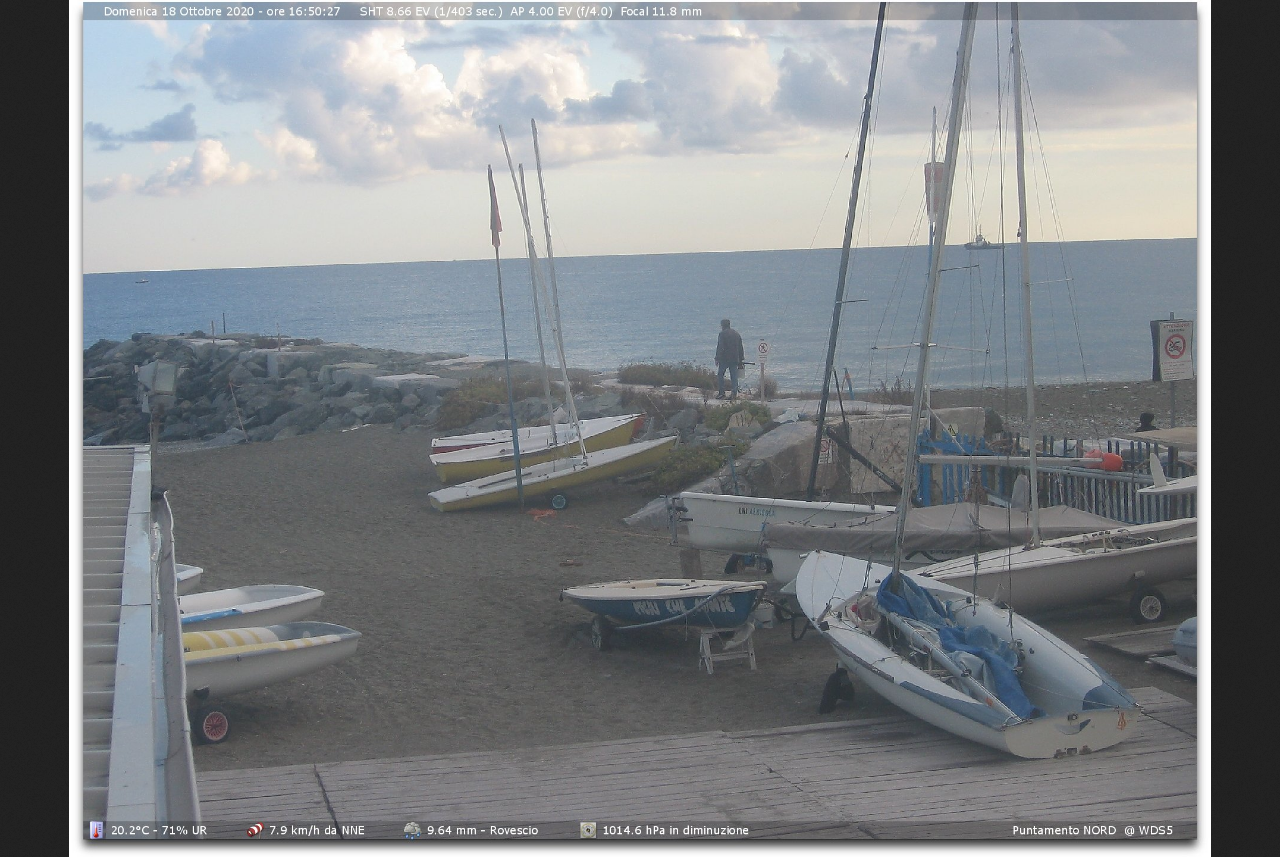 Domenica 18 Ottobre 2020 - ore 16:50:27 SHT 8.66 EV (1/403 sec.) AP 4.00 EV (f/4.0) Focal 11.8 mm
20.2°C - 71% UR 7.9 km/h da NNE 9.64 mm - Rovescio 1014.6 hPa in diminuzione Puntamento NORD @ WDS5